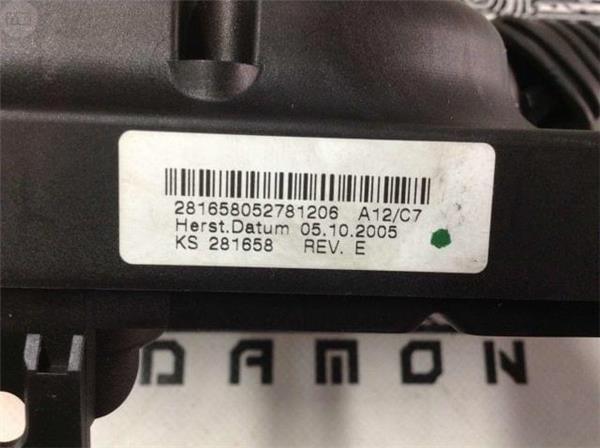 281658052781206 A12/C7
Herst.Datum 05.10.2005
KS 281658 REV. E
DAMON